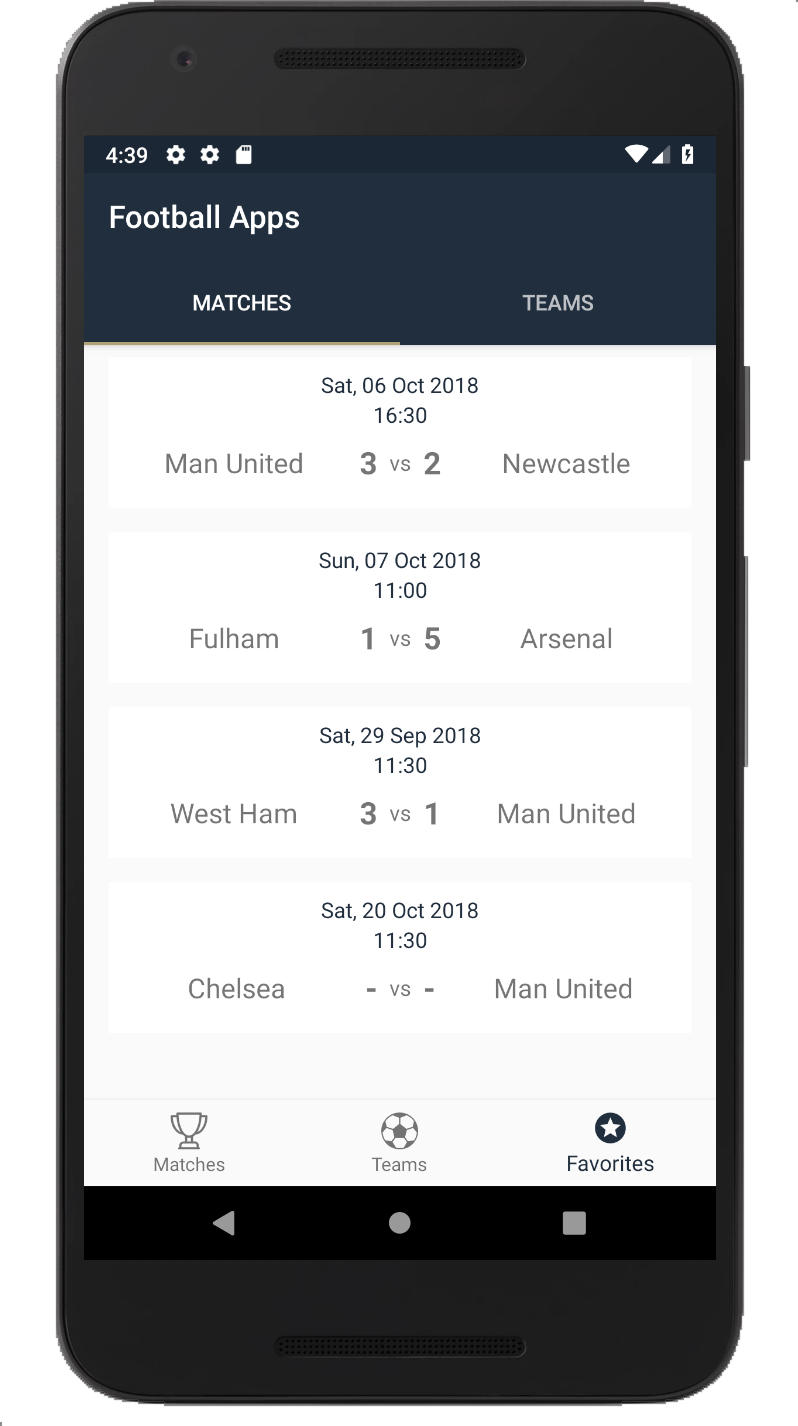 4:39
Football Apps
MATCHES TEAMS
Sat, 06 Oct 2018
16:30
Man United 3 vs 2 Newcastle
Sun, 07 Oct 2018
11:00
Fulham 1 vs 5 Arsenal
Sat, 29 Sep 2018
11:30
West Ham 3 vs 1 Man United
Sat, 20 Oct 2018
11:30
Chelsea - vs - Man United
Matches Teams Favorites